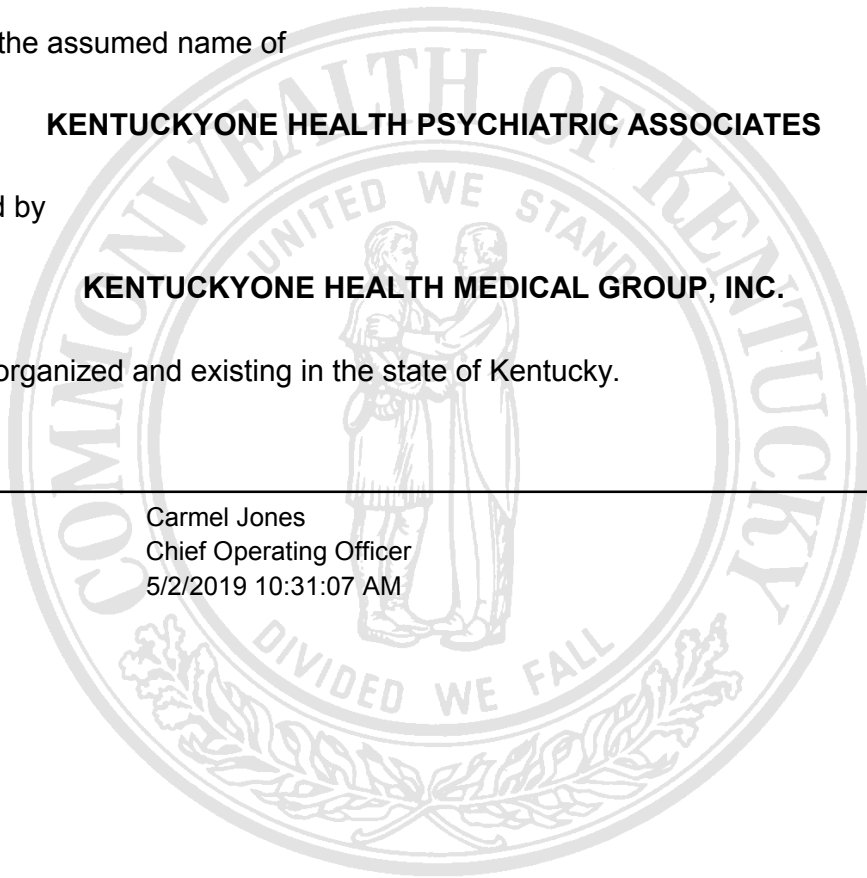 the assumed name of
KENTUCKYONE HEALTH PSYCHIATRIC ASSOCIATES
d by
KENTUCKYONE HEALTH MEDICAL GROUP, INC.
organized and existing in the state of Kentucky.
Carmel Jones
Chief Operating Officer
5/2/2019 10:31:07 AM
COMMONWEALTH OF KENTUCKY
UNITED WE STAND
DIVIDED WE FALL